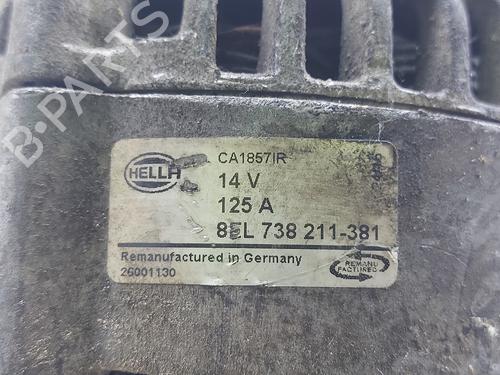 HELLA
CA1857IR
14 V
125 A
8EL 738 211-381
Remanufactured in Germany
26001130
REMANU
FACTURED
B-PARTS